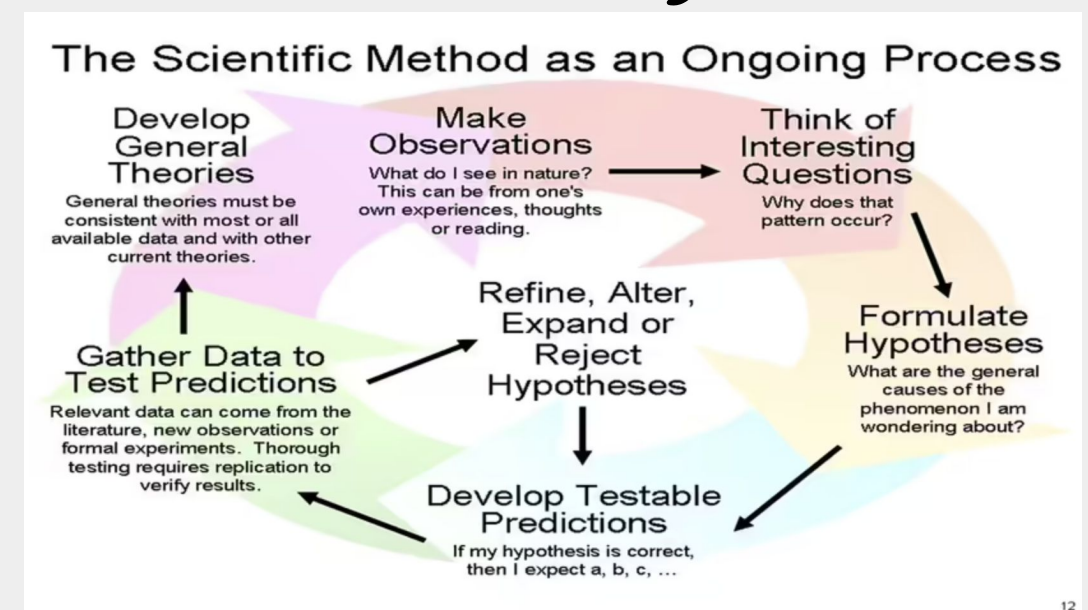 The Scientific Method as an Ongoing Process
Make
Observations
What do I see in nature?
This can be from one's
own experiences, thoughts
or reading.
Think of
Interesting
Questions
Why does that
pattern occur?
Formulate
Hypotheses
What are the general
causes of the
phenomenon I am
wondering about?
Develop Testable
Predictions
If my hypothesis is correct,
then I expect a, b, c, ...
Gather Data to
Test Predictions
Relevant data can come from the
literature, new observations or
formal experiments. Thorough
testing requires replication to
verify results.
Refine, Alter,
Expand or
Reject
Hypotheses
Develop
General
Theories
General theories must be
consistent with most or all
available data and with other
current theories.
12